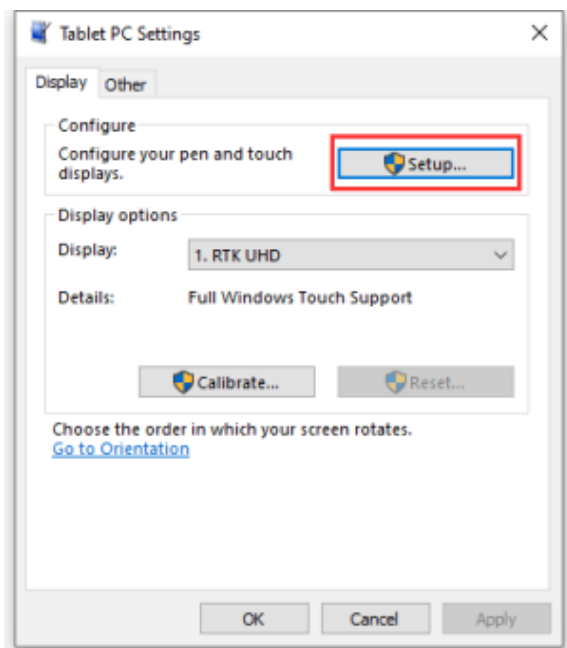 Tablet PC Settings
Display Other
Configure
Configure your pen and touch
displays.
Setup...
Display options
Display: 1. RTK UHD
Details: Full Windows Touch Support
Calibrate... Reset...
Choose the order in which your screen rotates.
Go to Orientation
OK Cancel Apply